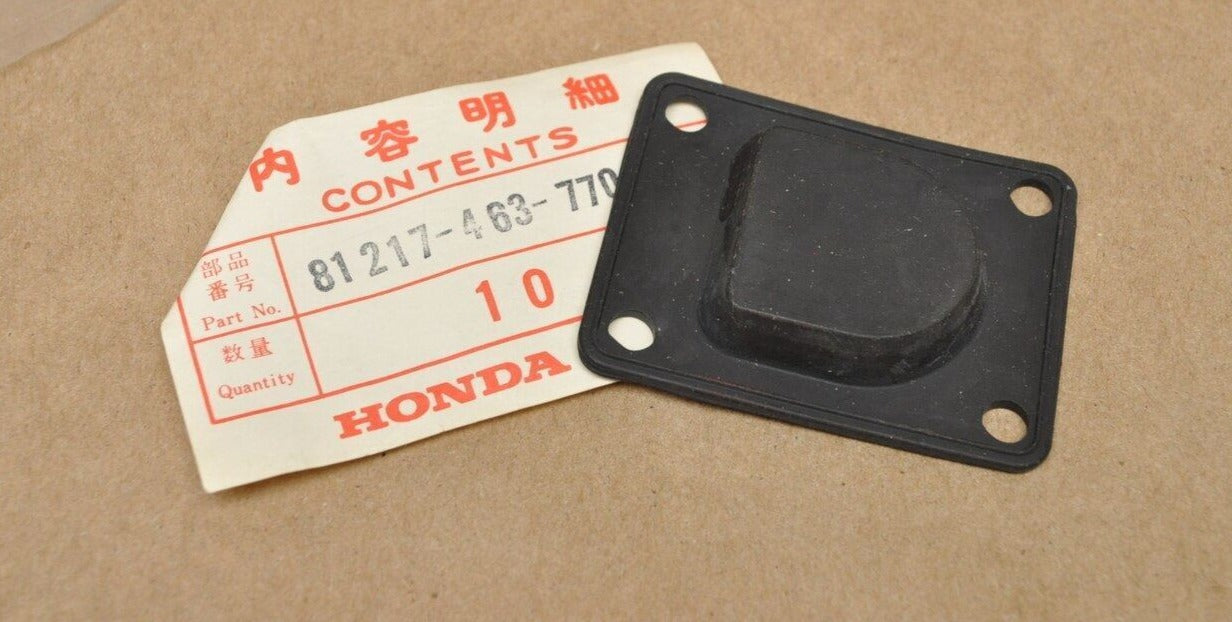 内容明細
CONTENTS
部品
番号
Part No.
81217-463-770
数量
Quantity
10
HONDA